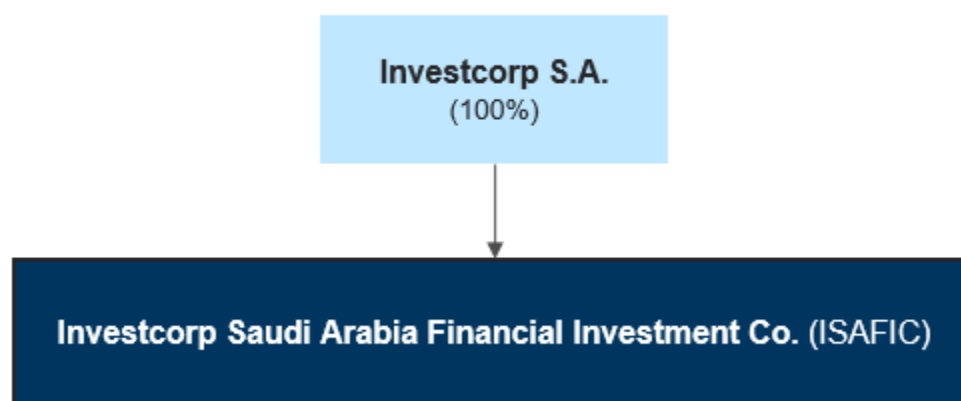 Investcorp S.A.
(100%)
Investcorp Saudi Arabia Financial Investment Co. (ISAFIC)